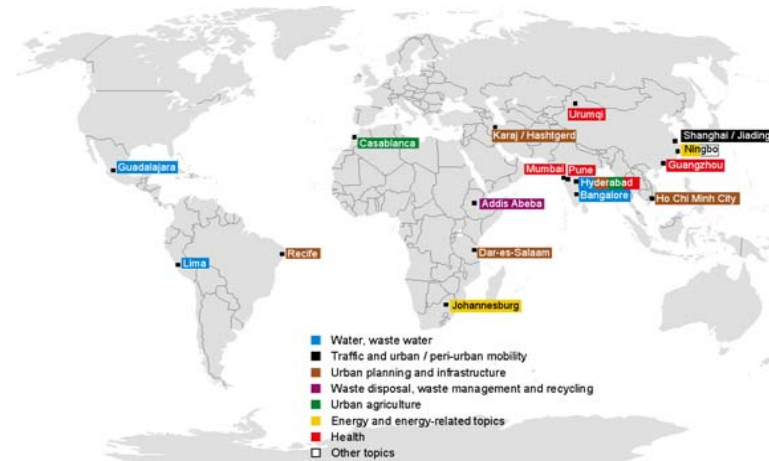 Urumqi
Karaj / Hashtgerd
Shanghai / Jiading
Casablanca
Ningbo
Guangzhou
Mumbai
Pune
Guadalajara
Hyderabad
Bangalore
Ho Chi Minh City
Addis Abeba
Recife
Dar-es-Salaam
Lima
Johannesburg
Water, waste water
Traffic and urban / peri-urban mobility
Urban planning and infrastructure
Waste disposal, waste management and recycling
Urban agriculture
Energy and energy-related topics
Health
Other topics